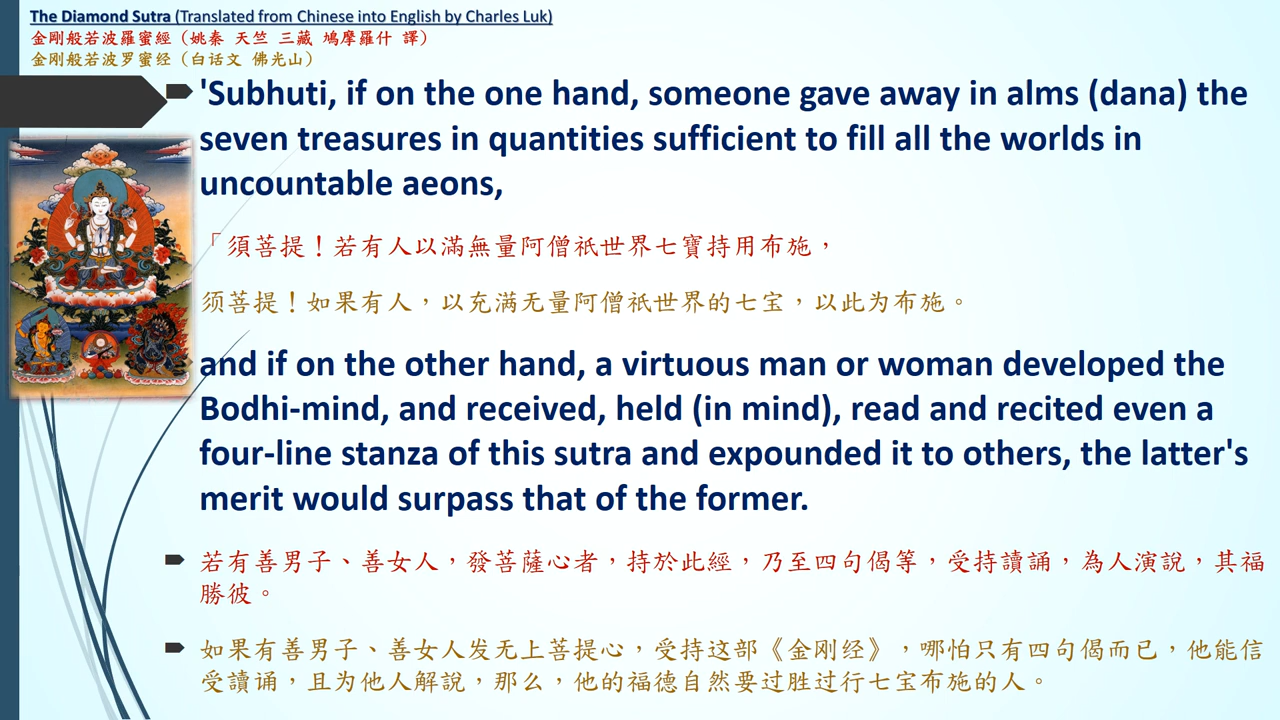 The Diamond Sutra (Translated from Chinese into English by Charles Luk)
金剛般若波羅蜜經（姚秦 天竺 三藏 鳩摩羅什 譯）
金剛般若波罗蜜经（白话文 佛光山）
'Subhuti, if on the one hand, someone gave away in alms (dana) the
seven treasures in quantities sufficient to fill all the worlds in
uncountable aeons,
「須菩提！若有人以滿無量阿僧祇世界七寶持用布施，
须菩提！如果有人，以充满无量阿僧祇世界的七宝，以此为布施。
and if on the other hand, a virtuous man or woman developed the
Bodhi-mind, and received, held (in mind), read and recited even a
four-line stanza of this sutra and expounded it to others, the latter's
merit would surpass that of the former.
若有善男子、善女人，發菩薩心者，持於此經，乃至四句偈等，受持讀誦，為人演說，其福
勝彼。
如果有善男子、善女人发无上菩提心，受持这部《金刚经》，哪怕只有四句偈而已，他能信
受讀诵，且为他人解說，那么，他的福德自然要过胜过行七宝布施的人。